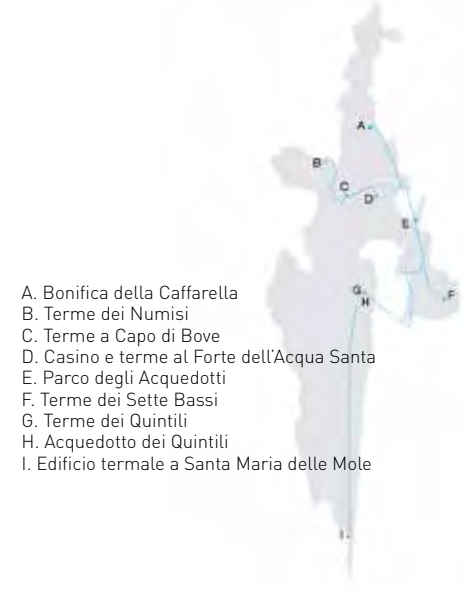 A
B
C
D
E
F
G
H
A. Bonifica della Caffarella
B. Terme dei Numisi
C. Terme a Capo di Bove
D. Casino e terme al Forte dell'Acqua Santa
E. Parco degli Acquedotti
F. Terme dei Sette Bassi
G. Terme dei Quintili
H. Acquedotto dei Quintili
I. Edificio termale a Santa Maria delle Mole
I